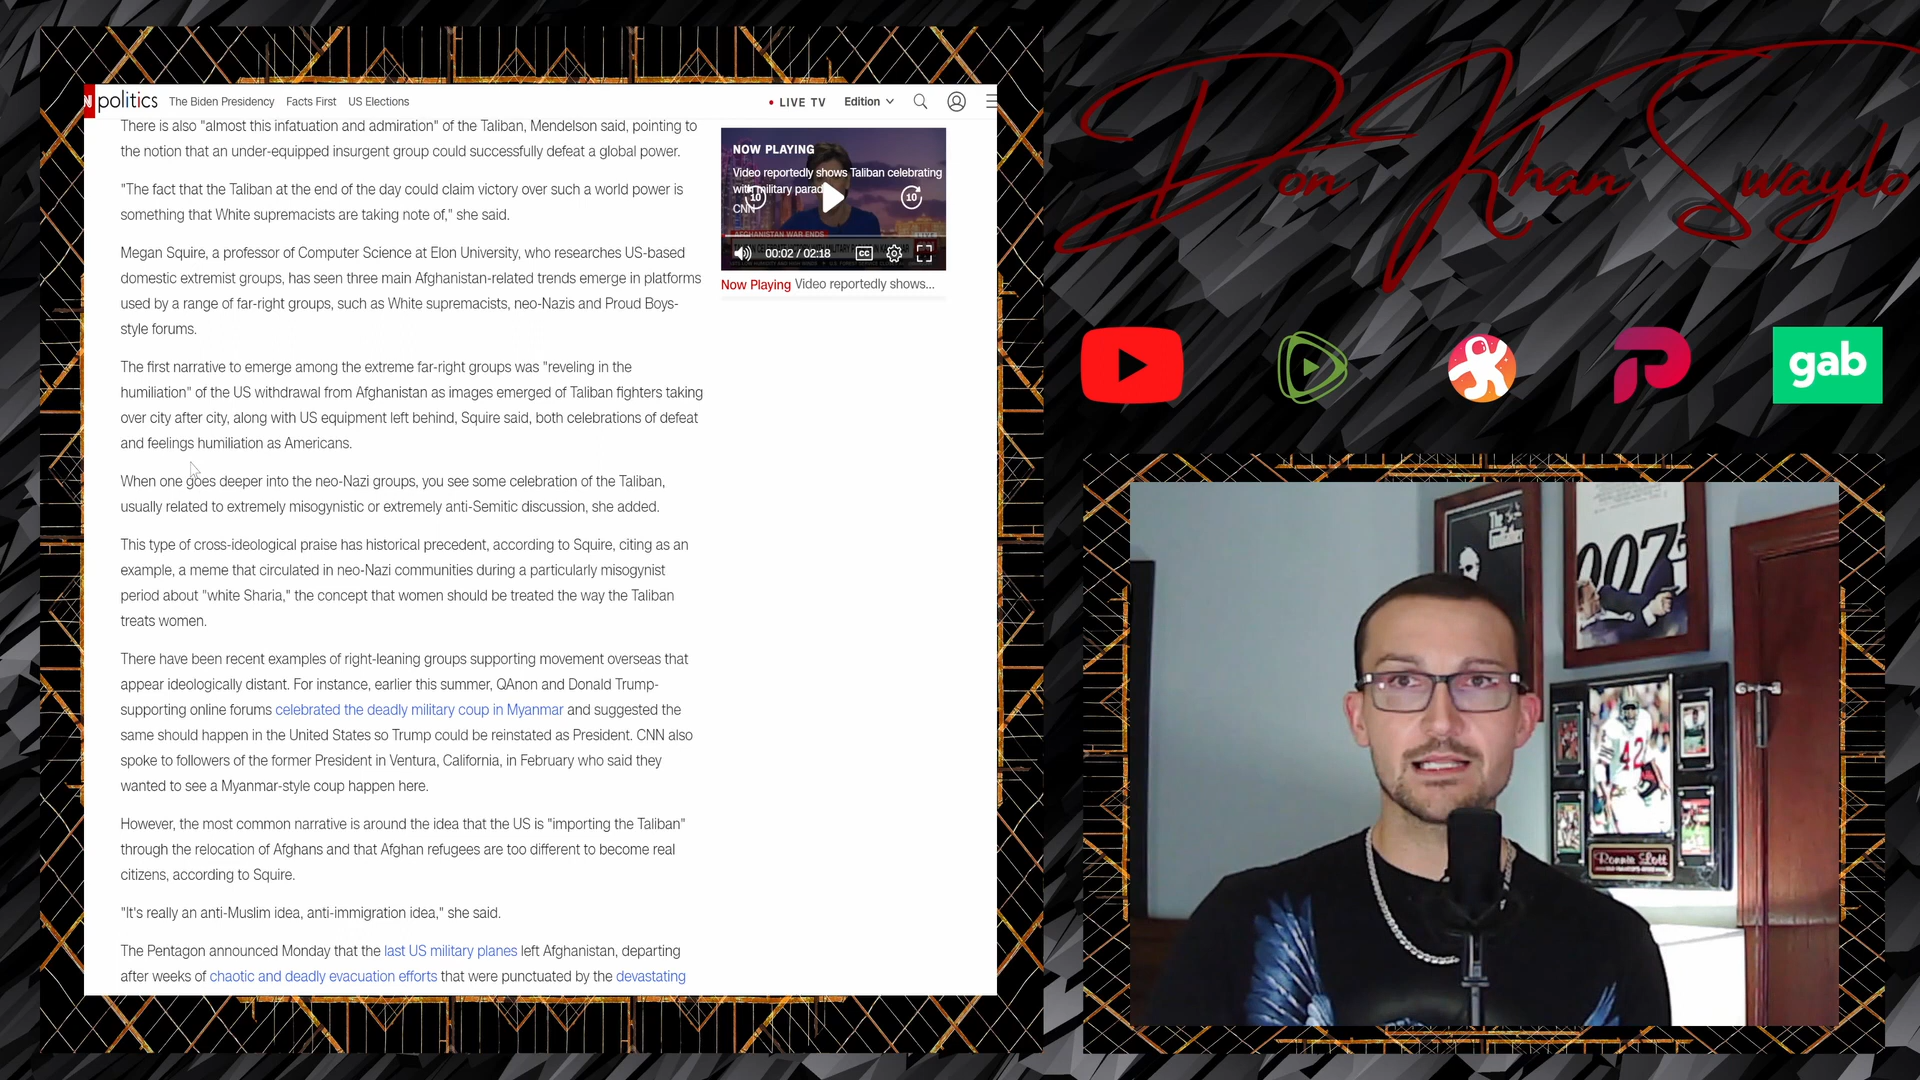 N politics The Biden Presidency Facts First US Elections • LIVE TV Edition
There is also "almost this infatuation and admiration" of the Taliban, Mendelson said, pointing to
the notion that an under-equipped insurgent group could successfully defeat a global power.
"The fact that the Taliban at the end of the day could claim victory over such a world power is
something that White supremacists are taking note of," she said.
Megan Squire, a professor of Computer Science at Elon University, who researches US-based
domestic extremist groups, has seen three main Afghanistan-related trends emerge in platforms
used by a range of far-right groups, such as White supremacists, neo-Nazis and Proud Boys-
style forums.
The first narrative to emerge among the extreme far-right groups was "reveling in the
humiliation" of the US withdrawal from Afghanistan as images emerged of Taliban fighters taking
over city after city, along with US equipment left behind, Squire said, both celebrations of defeat
and feelings humiliation as Americans.
When one goes deeper into the neo-Nazi groups, you see some celebration of the Taliban,
usually related to extremely misogynistic or extremely anti-Semitic discussion, she added.
This type of cross-ideological praise has historical precedent, according to Squire, citing as an
example, a meme that circulated in neo-Nazi communities during a particularly misogynist
period about "white Sharia," the concept that women should be treated the way the Taliban
treats women.
There have been recent examples of right-leaning groups supporting movement overseas that
appear ideologically distant. For instance, earlier this summer, QAnon and Donald Trump-
supporting online forums celebrated the deadly military coup in Myanmar and suggested the
same should happen in the United States so Trump could be reinstated as President. CNN also
spoke to followers of the former President in Ventura, California, in February who said they
wanted to see a Myanmar-style coup happen here.
However, the most common narrative is around the idea that the US is "importing the Taliban"
through the relocation of Afghans and that Afghan refugees are too different to become real
citizens, according to Squire.
"It's really an anti-Muslim idea, anti-immigration idea," she said.
The Pentagon announced Monday that the last US military planes left Afghanistan, departing
after weeks of chaotic and deadly evacuation efforts that were punctuated by the devastating
NOW PLAYING
Video reportedly shows Taliban celebrating
with military parad
CNN
10 10
AFGHANISTAN WAR ENDS
00:02 / 02:18 CC
Now Playing Video reportedly shows...
Don Khan Swaylo
gab
The
007
42
Ronnie Lott